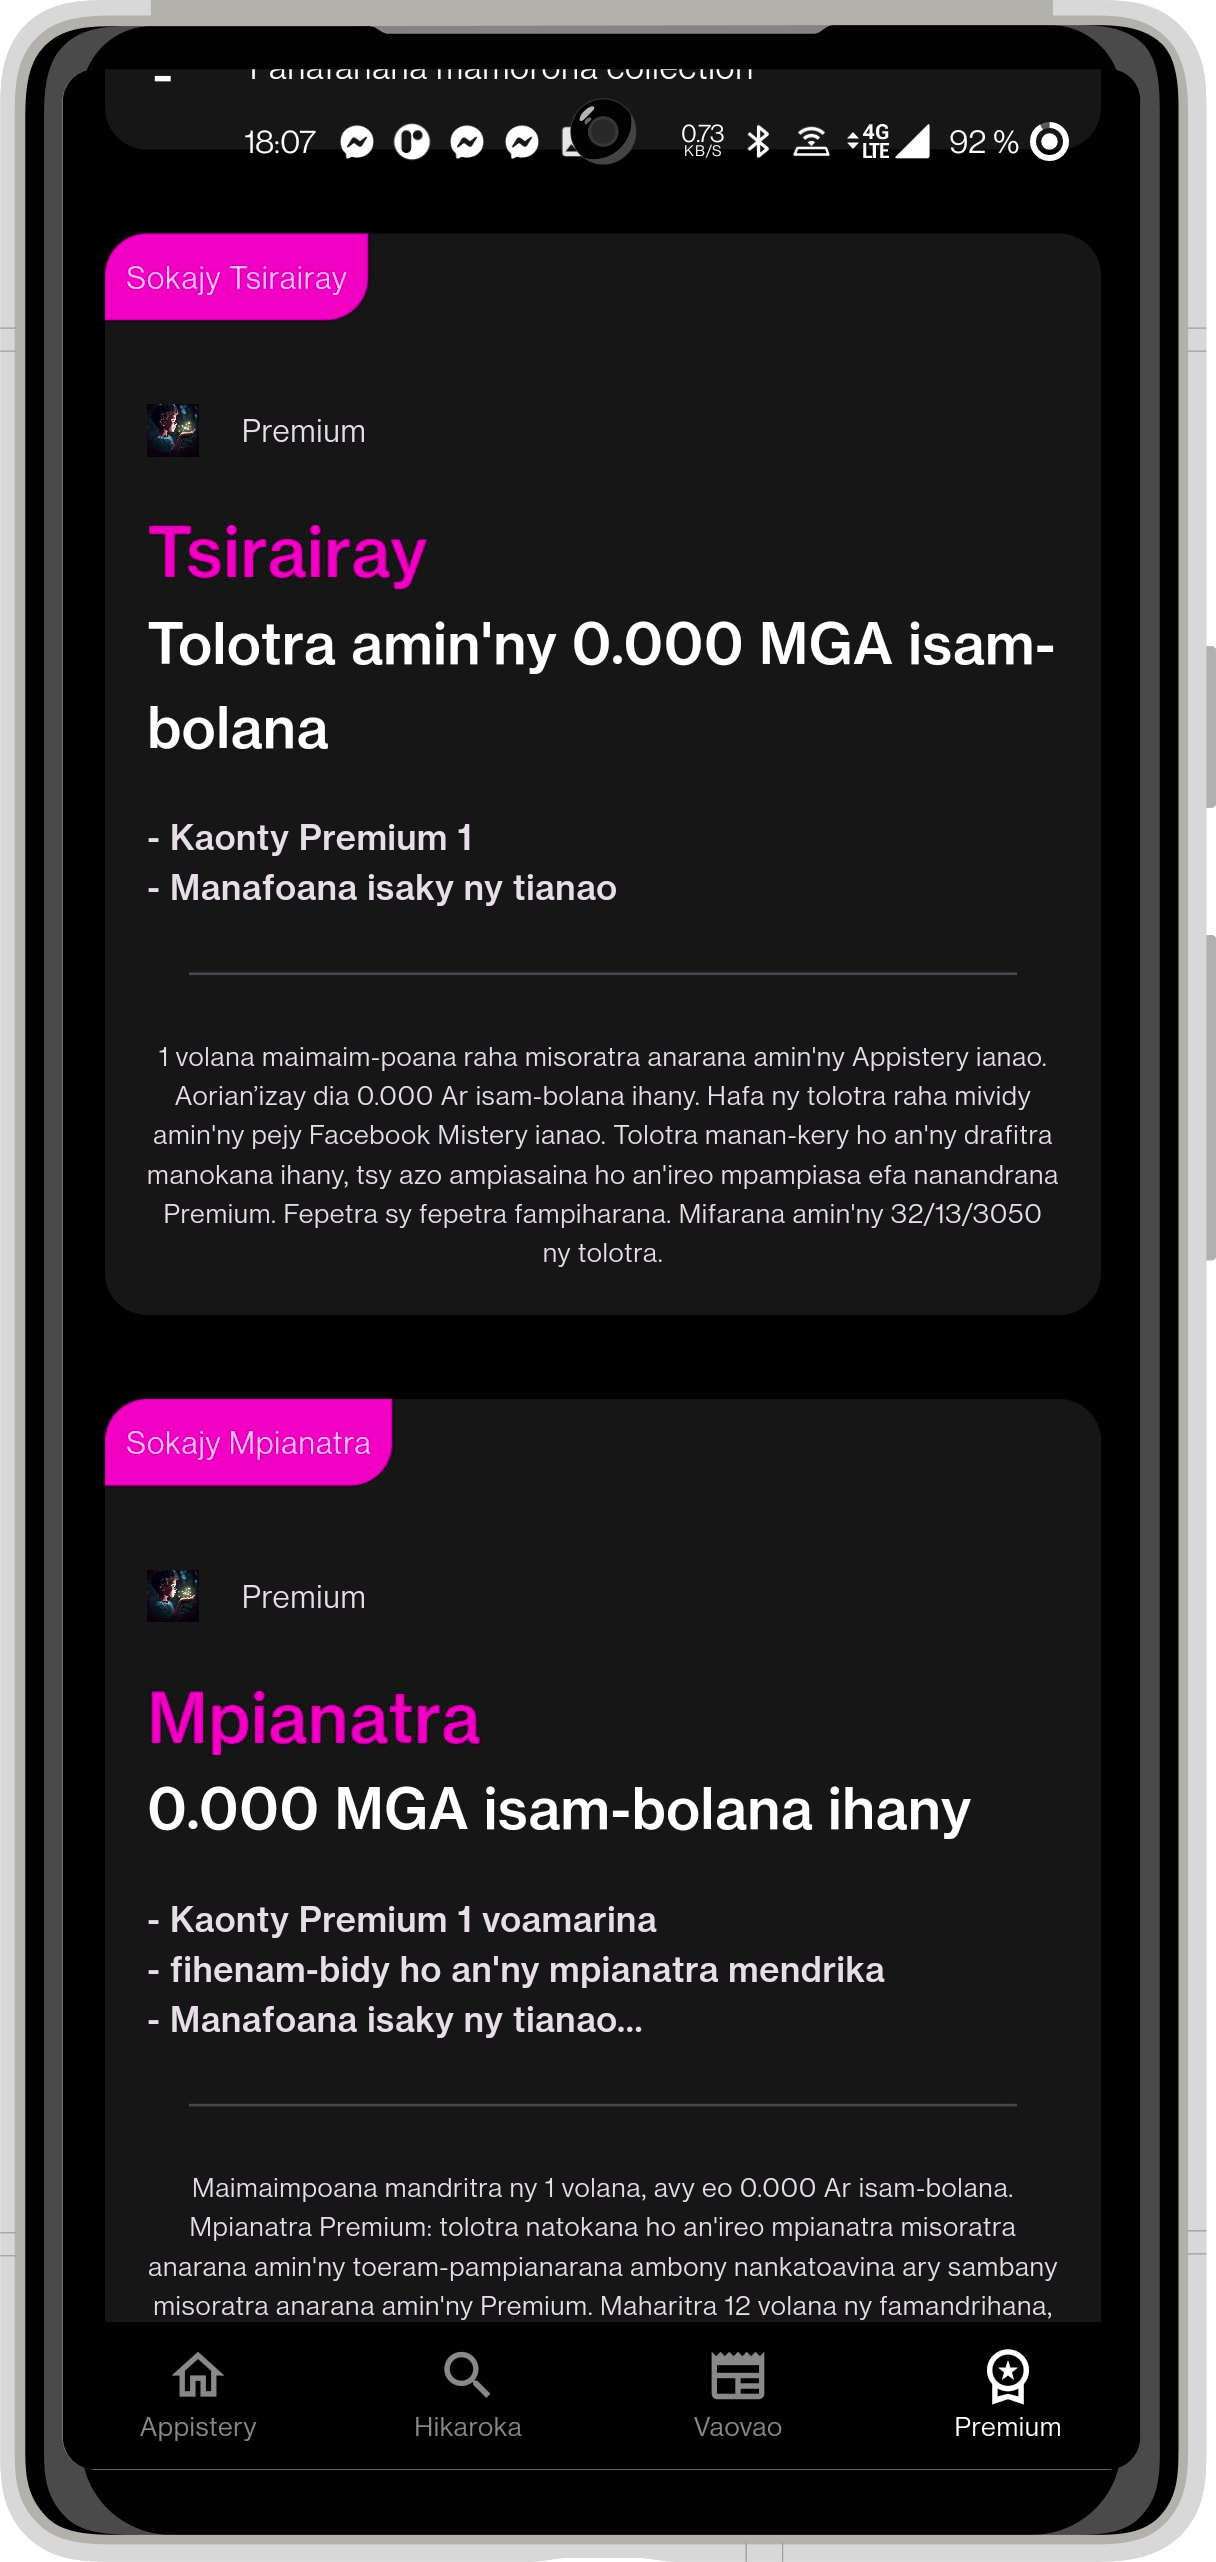 Fanafanana mamorona collection
18:07
0.73
KB/S
4G
LTE
92 %
Sokajy Tsirairay
Premium
Tsirairay
Tolotra amin'ny 0.000 MGA isam-
bolana
- Kaonty Premium 1
- Manafoana isaky ny tianao
1 volana maimaim-poana raha misoratra anarana amin'ny Appistery ianao.
Aorian’izay dia 0.000 Ar isam-bolana ihany. Hafa ny tolotra raha mividy
amin'ny pejy Facebook Mistery ianao. Tolotra manan-kery ho an'ny drafitra
manokana ihany, tsy azo ampiasaina ho an'ireo mpampiasa efa nanandrana
Premium. Fepetra sy fepetra fampiharana. Mifarana amin'ny 32/13/3050
ny tolotra.
Sokajy Mpianatra
Premium
Mpianatra
0.000 MGA isam-bolana ihany
- Kaonty Premium 1 voamarina
- fihenam-bidy ho an'ny mpianatra mendrika
- Manafoana isaky ny tianao...
Maimaimpoana mandritra ny 1 volana, avy eo 0.000 Ar isam-bolana.
Mpianatra Premium: tolotra natokana ho an'ireo mpianatra misoratra
anarana amin'ny toeram-pampianarana ambony nankatoavina ary sambany
misoratra anarana amin'ny Premium. Maharitra 12 volana ny famandrihana,
Appistery
Hikaroka
Vaovao
Premium